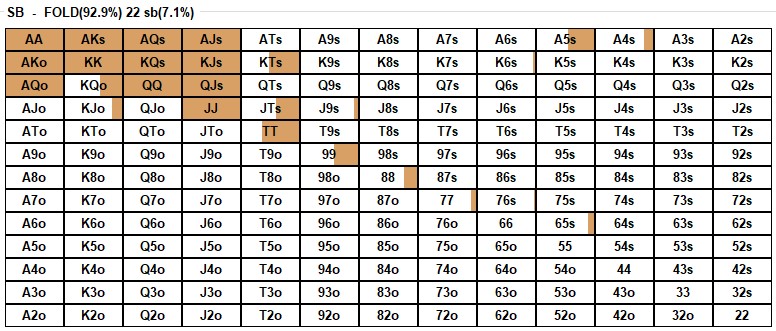 SB - FOLD(92.9%) 22 sb(7.1%)
AA AKs AQs AJs ATs A9s A8s A7s A6s A5s A4s A3s A2s
AKo KK KQs KJs KTs K9s K8s K7s K6s K5s K4s K3s K2s
AQo KQo QQ QJs QTs Q9s Q8s Q7s Q6s Q5s Q4s Q3s Q2s
AJo KJo QJo JJ JTs J9s J8s J7s J6s J5s J4s J3s J2s
ATo KTo QTo JTo TT T9s T8s T7s T6s T5s T4s T3s T2s
A9o K9o Q9o J9o T9o 99 98s 97s 96s 95s 94s 93s 92s
A8o K8o Q8o J8o T8o 98o 88 87s 86s 85s 84s 83s 82s
A7o K7o Q7o J7o T7o 97o 87o 77 76s 75s 74s 73s 72s
A6o K6o Q6o J6o T6o 96o 86o 76o 66 65s 64s 63s 62s
A5o K5o Q5o J5o T5o 95o 85o 75o 65o 55 54s 53s 52s
A4o K4o Q4o J4o T4o 94o 84o 74o 64o 54o 44 43s 42s
A3o K3o Q3o J3o T3o 93o 83o 73o 63o 53o 43o 33 32s
A2o K2o Q2o J2o T2o 92o 82o 72o 62o 52o 42o 32o 22